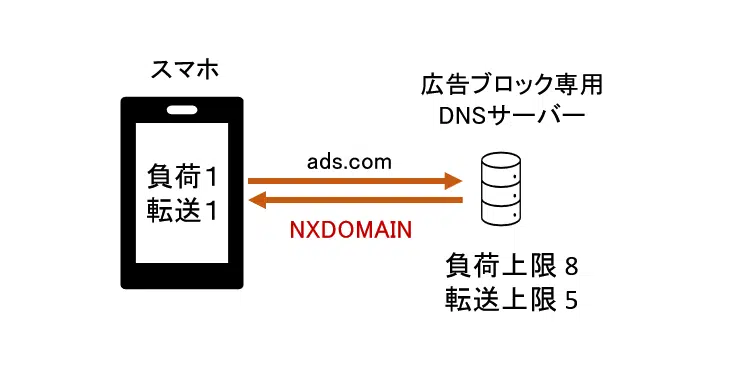 スマホ
広告ブロック専用
DNSサーバー
負荷１
転送１
ads.com
NXDOMAIN
負荷上限 8
転送上限 5